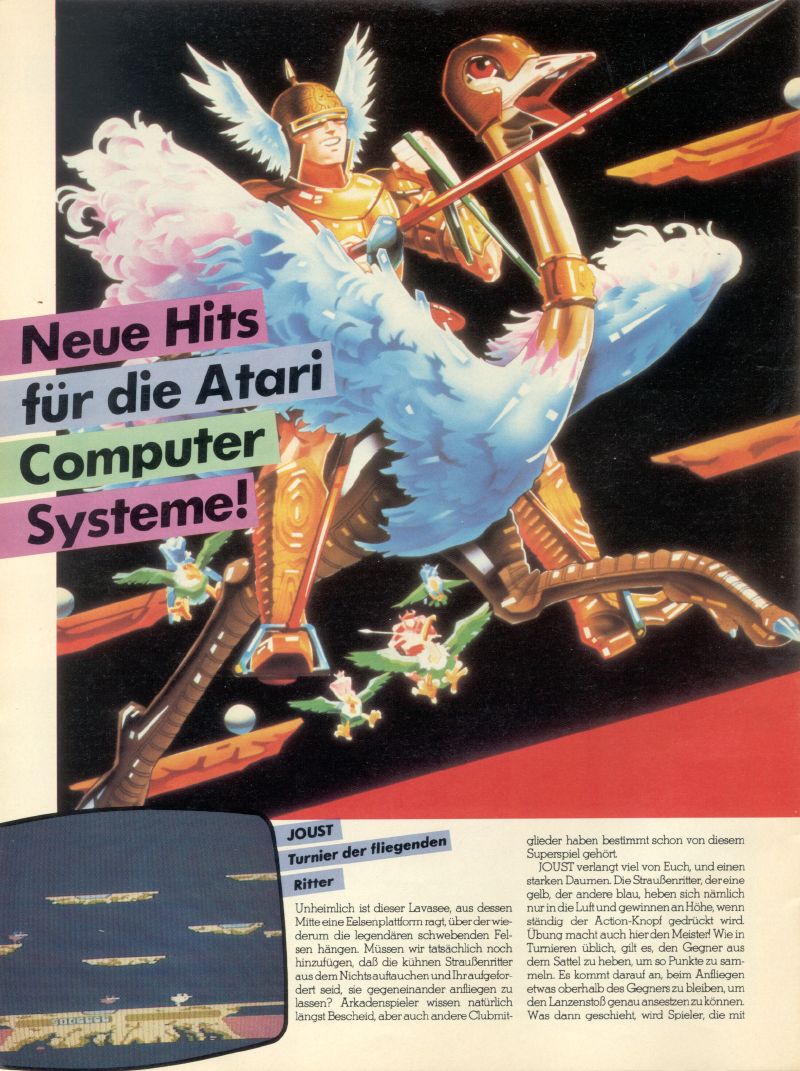 Neue Hits
für die Atari
Computer
Systeme!
JOUST
Turnier der fliegenden
Ritter
Unheimlich ist dieser Lavasee, aus dessen
Mitte eine Eelsenplattform ragt, über der wie-
derum die legendären schwebenden Fel-
sen hängen. Müssen wir tatsächlich noch
hinzufügen, daß die kühnen Straußenritter
aus dem Nichts auftauchen und Ihr aufgefor-
dert seid, sie gegeneinander anfliegen zu
lassen? Arkadenspieler wissen natürlich
längst Bescheid, aber auch andere Clubmit-
glieder haben bestimmt schon von diesem
Superspiel gehört.
JOUST verlangt viel von Euch, und einen
starken Daumen. Die Straußenritter, der eine
gelb, der andere blau, heben sich nämlich
nur in die Luft und gewinnen an Höhe, wenn
ständig der Action-Knopf gedrückt wird.
Übung macht auch hier den Meister! Wie in
Turnieren üblich, gilt es, den Gegner aus
dem Sattel zu heben, um so Punkte zu sam-
meln. Es kommt darauf an, beim Anfliegen
etwas oberhalb des Gegners zu bleiben, um
den Lanzenstoß genau ansestzen zu können.
Was dann geschieht, wird Spieler, die mit